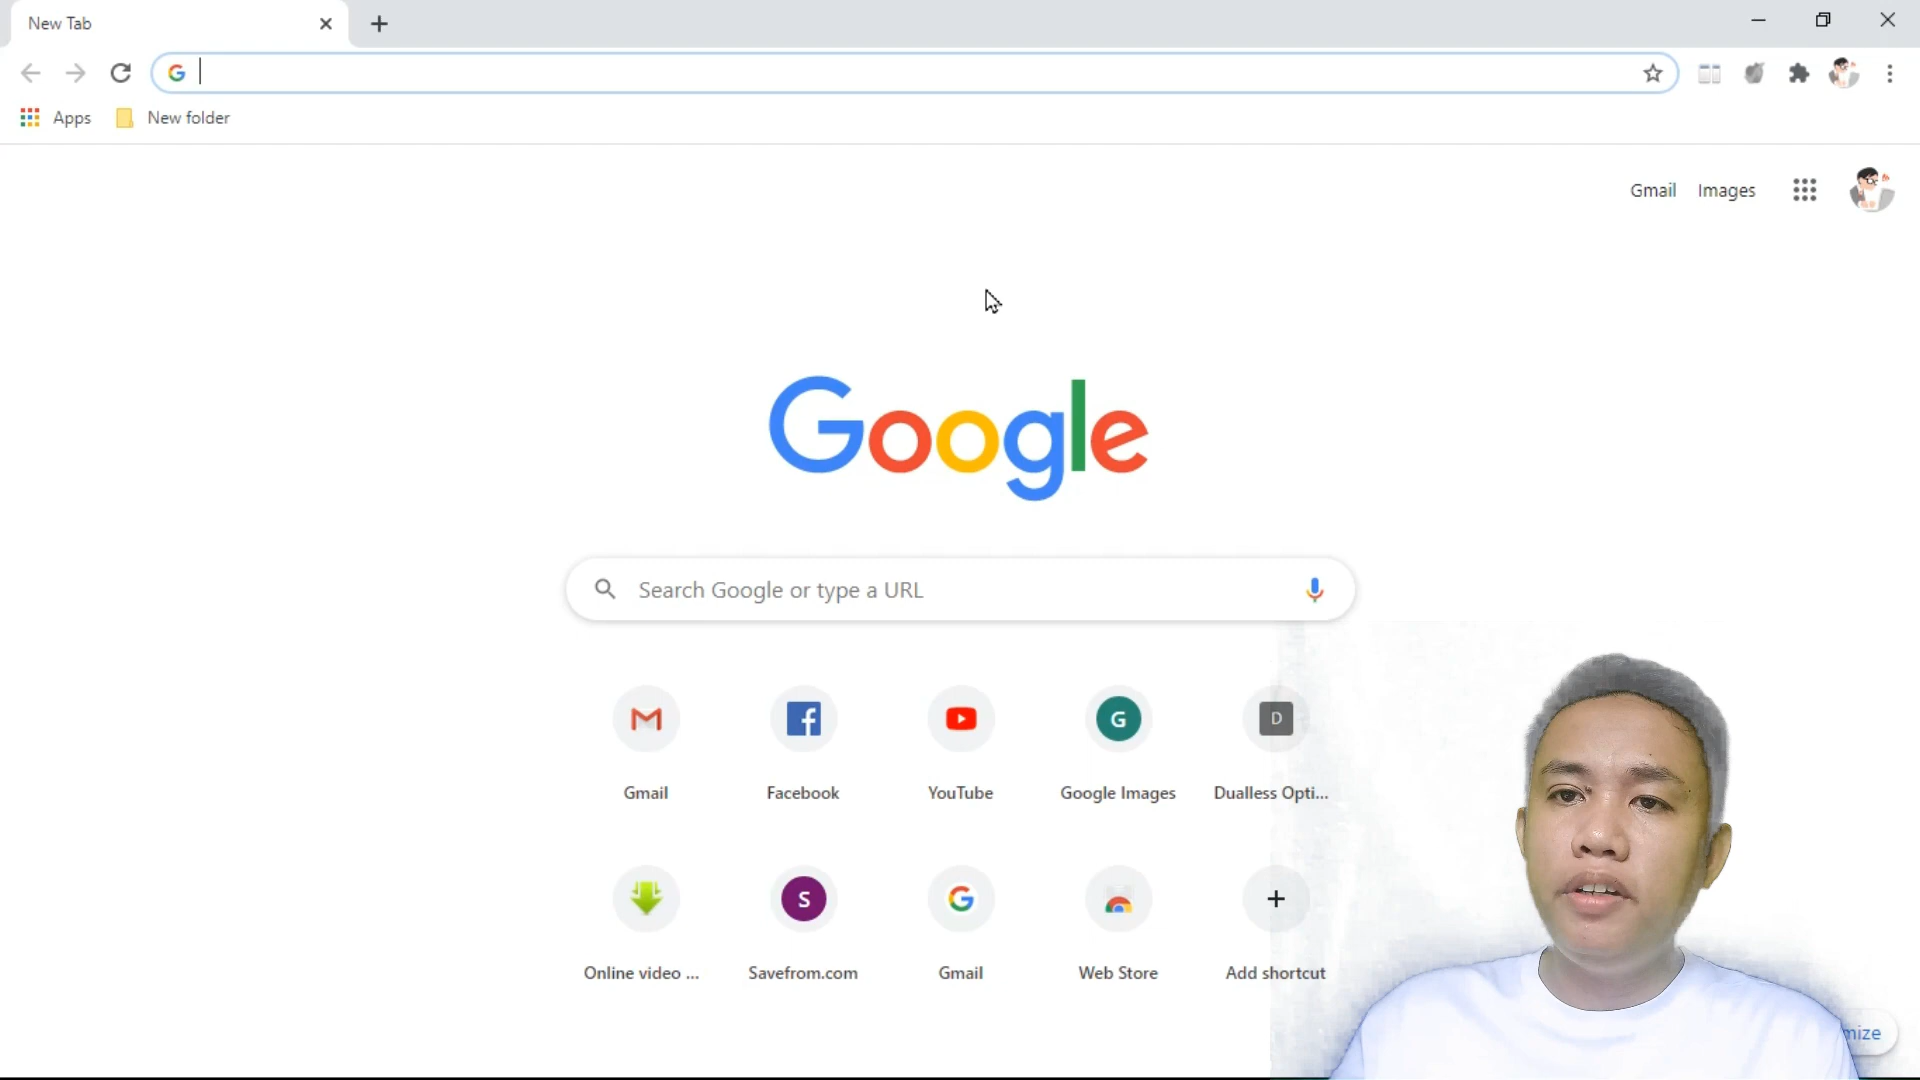 New Tab
Apps New folder
Gmail Images
Google
Search Google or type a URL
G D
Gmail Facebook YouTube Google Images Dualless Opti...
S
Online video ... Savefrom.com Gmail Web Store Add shortcut
mize